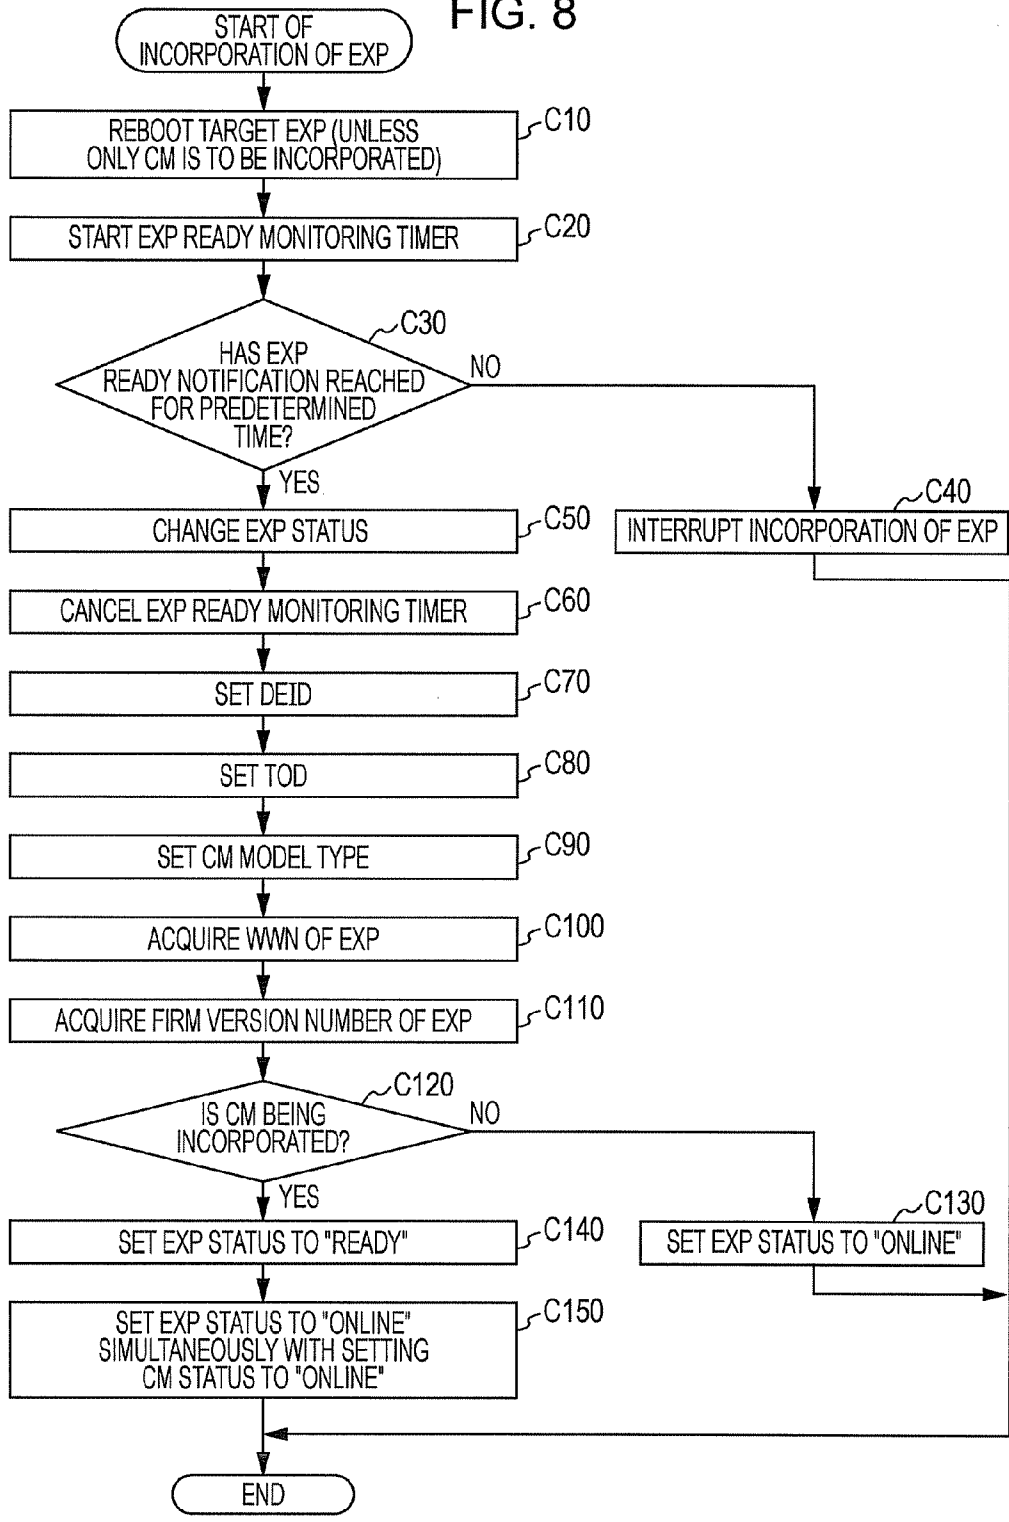 FIG. 8
START OF
INCORPORATION OF EXP
REBOOT TARGET EXP (UNLESS
ONLY CM IS TO BE INCORPORATED)
C10
START EXP READY MONITORING TIMER
C20
C30
HAS EXP
READY NOTIFICATION REACHED
FOR PREDETERMINED
TIME?
NO
YES
C40
INTERRUPT INCORPORATION OF EXP
CHANGE EXP STATUS
C50
CANCEL EXP READY MONITORING TIMER
C60
SET DEID
C70
SET TOD
C80
SET CM MODEL TYPE
C90
ACQUIRE WWN OF EXP
C100
ACQUIRE FIRM VERSION NUMBER OF EXP
C110
C120
IS CM BEING
INCORPORATED?
NO
YES
C130
SET EXP STATUS TO "ONLINE"
SET EXP STATUS TO "READY"
C140
SET EXP STATUS TO "ONLINE"
SIMULTANEOUSLY WITH SETTING
CM STATUS TO "ONLINE"
C150
END